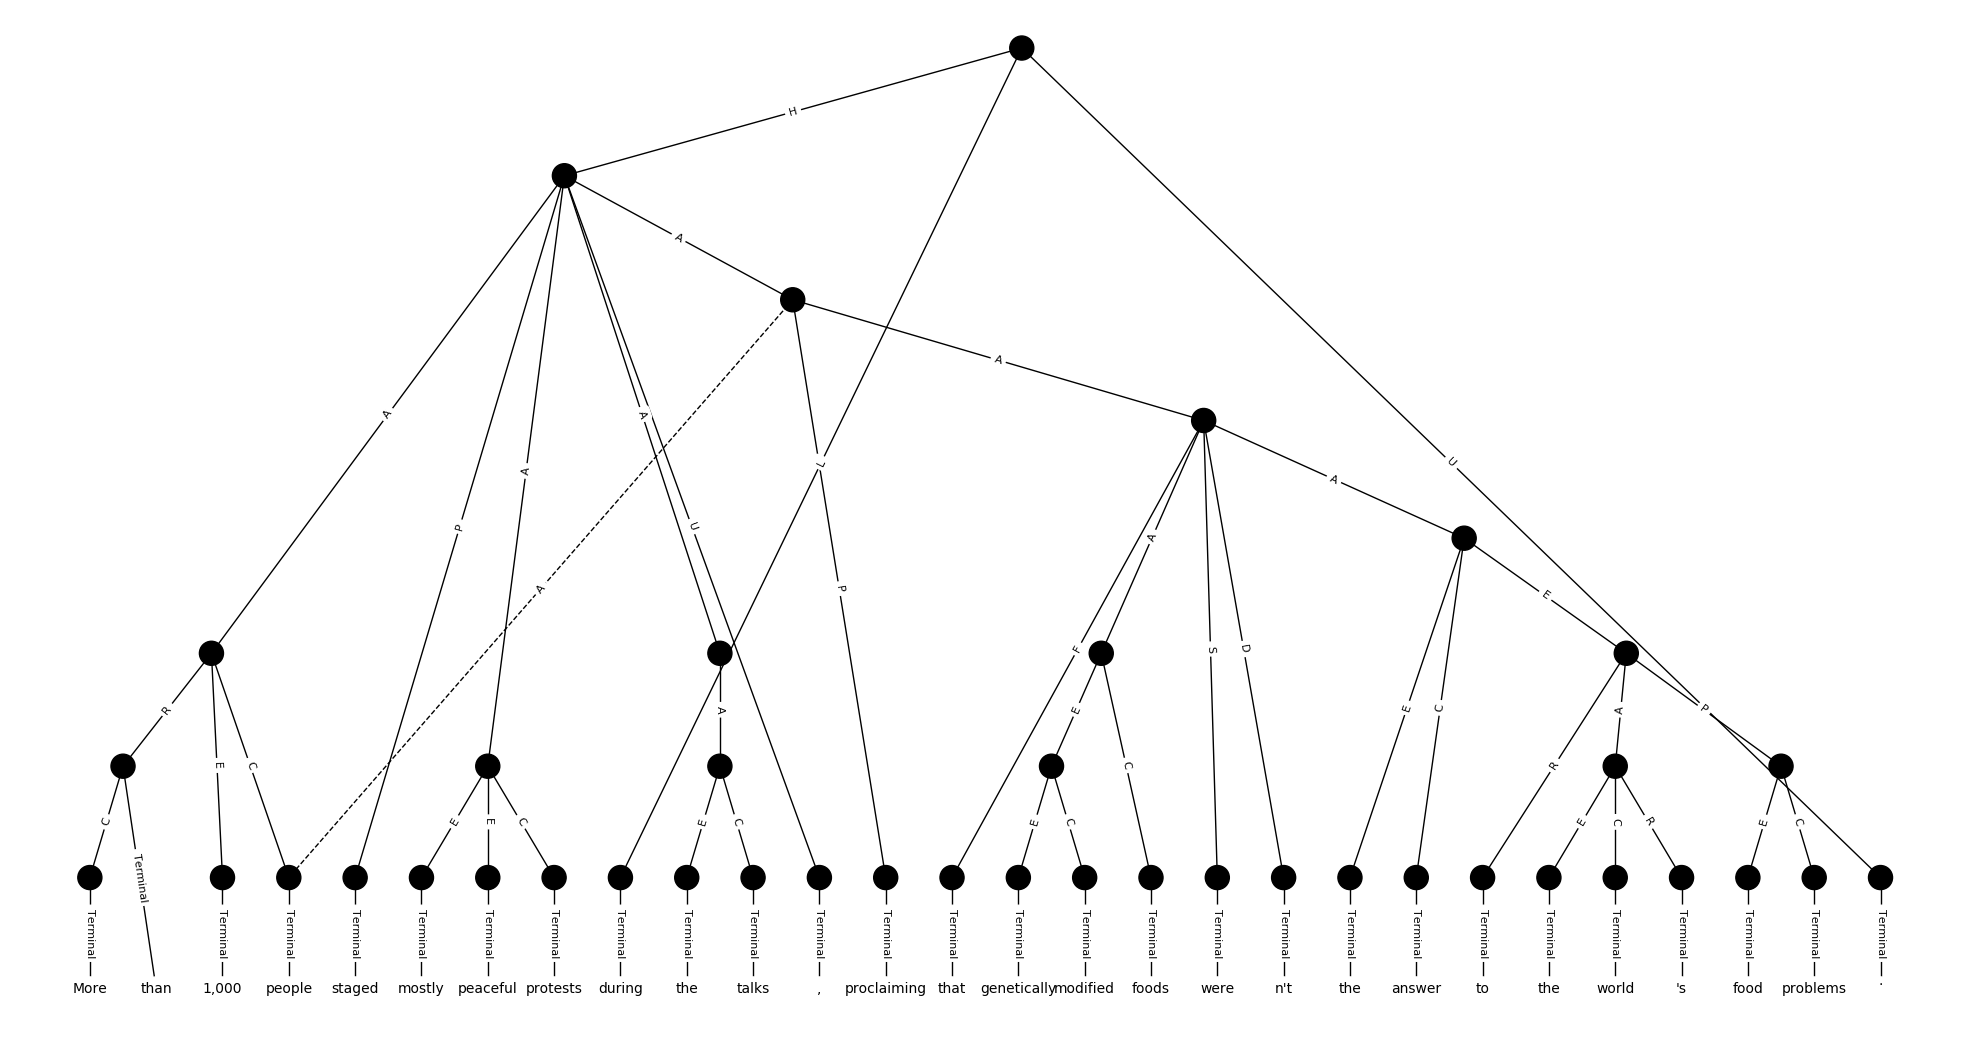 H
A
A
A
P
A
A
U
L
P
A
U
A
F
A
S
D
E
C
E
R
E
C
A
E
C
R
A
P
C
Terminal
E
E
C
E
C
E
C
E
C
R
E
C
Terminal Terminal Terminal Terminal Terminal Terminal Terminal Terminal Terminal Terminal Terminal Terminal Terminal Terminal Terminal Terminal Terminal Terminal Terminal Terminal Terminal Terminal Terminal Terminal Terminal Terminal Terminal
More than 1,000 people staged mostly peaceful protests during the talks , proclaiming that genetically modified foods were n't the answer to the world 's food problems .